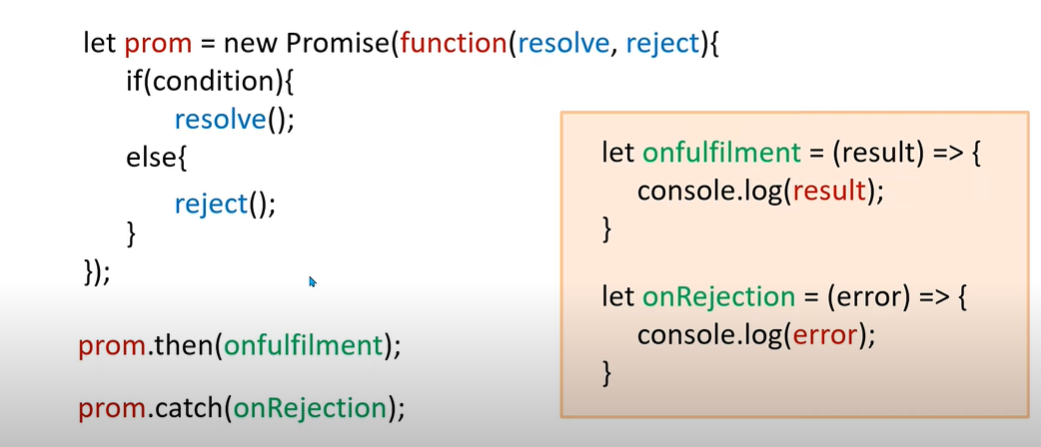 let prom = new Promise(function(resolve, reject){
if(condition){
resolve();
else{
reject();
}
});
prom.then(onfulfilment);
prom.catch(onRejection);
let onfulfilment = (result) => {
console.log(result);
}
let onRejection = (error) => {
console.log(error);
}